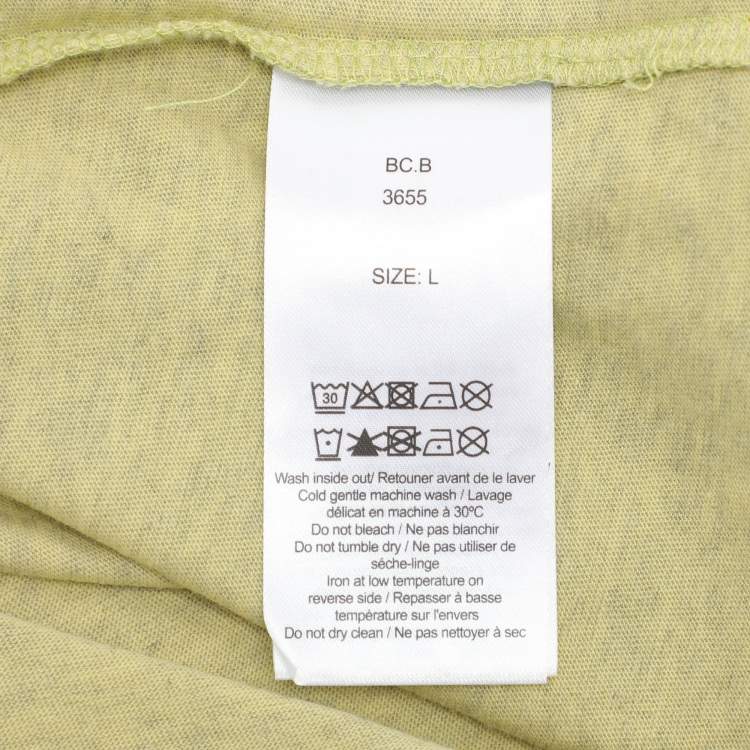 BC.B
3655
SIZE: L
30
Wash inside out/ Retouner avant de le laver
Cold gentle machine wash / Lavage
délicat en machine à 30ºC
Do not bleach / Ne pas blanchir
Do not tumble dry / Ne pas utiliser de
séche-linge
Iron at low temperature on
reverse side / Repasser à basse
température sur l'envers
Do not dry clean / Ne pas nettoyer à sec